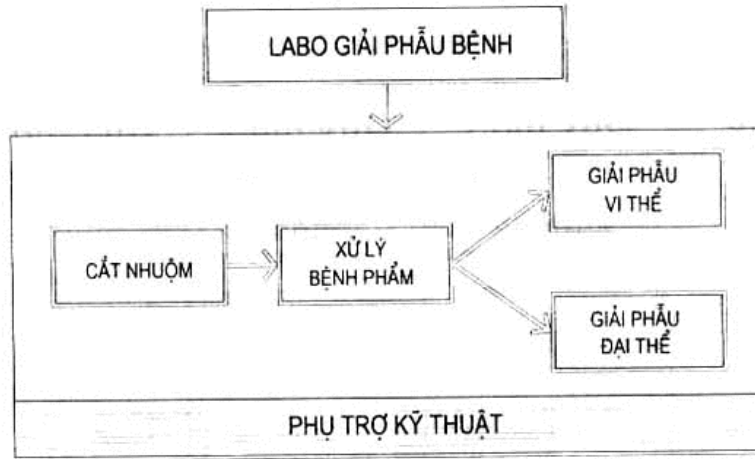 LABO GIẢI PHẪU BỆNH
GIẢI PHẪU
VI THỂ
CẮT NHUỘM
XỬ LÝ
BỆNH PHẨM
GIẢI PHẪU
ĐẠI THỂ
PHỤ TRỢ KỸ THUẬT